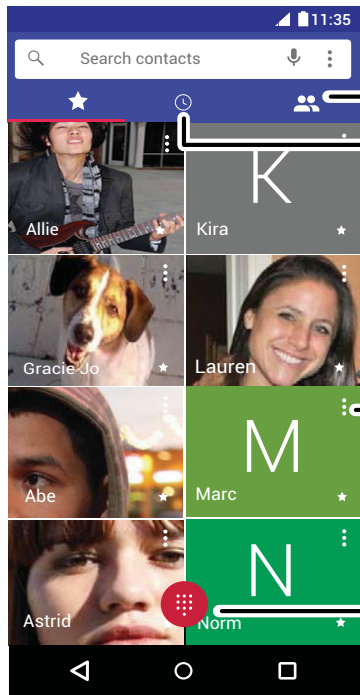 11:35
Search contacts
K
Allie
Kira
Gracie Jo
Lauren
M
Abe
Marc
N
Astrid
Norm